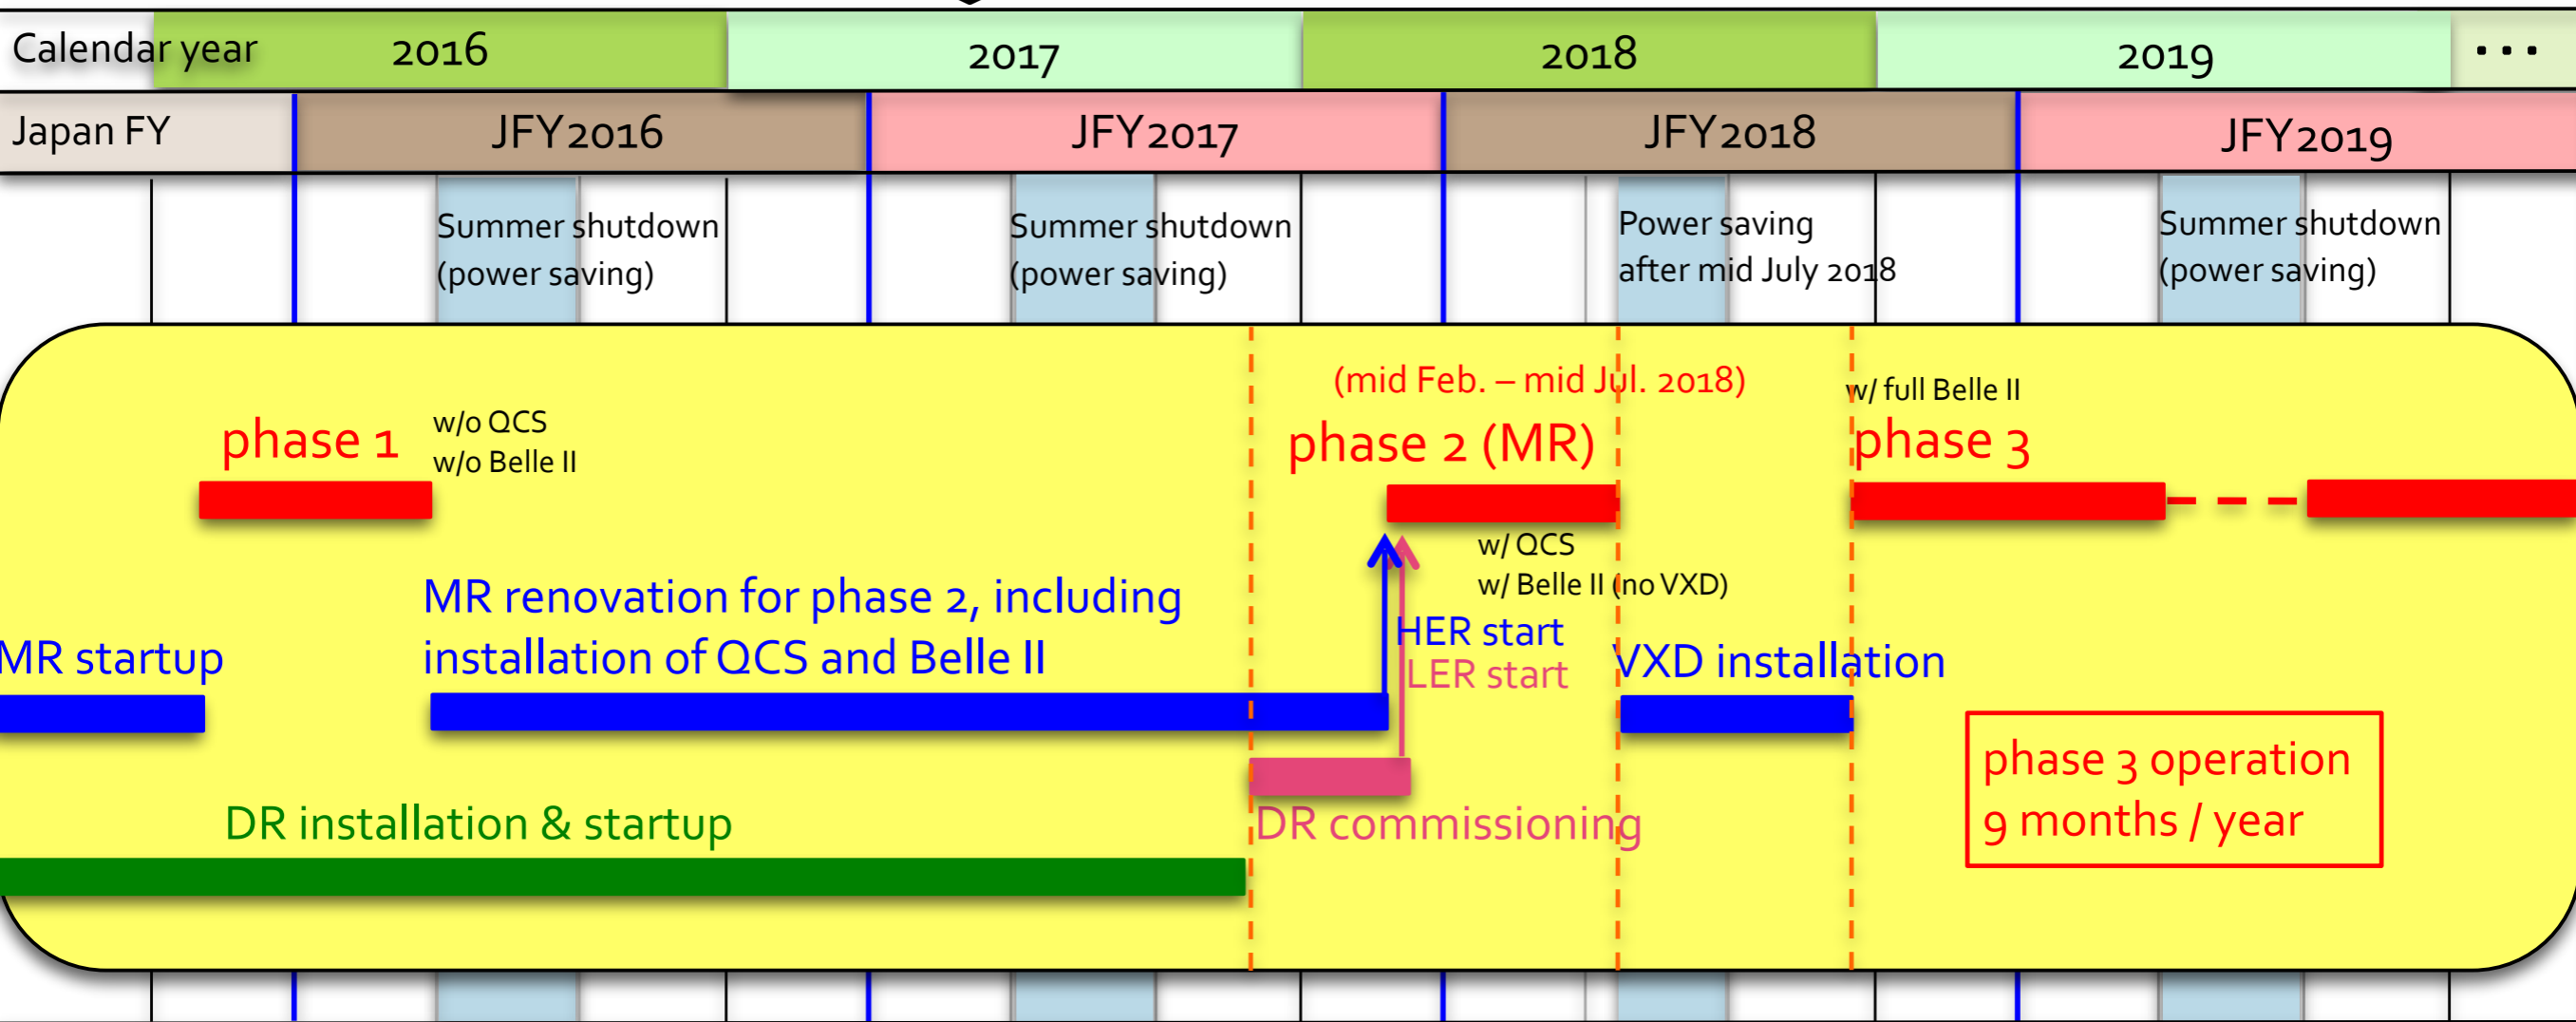 Calendar year 2016 2017 2018 2019 ...
Japan FY JFY2016 JFY2017 JFY2018 JFY2019
Summer shutdown
(power saving)
Summer shutdown
(power saving)
Power saving
after mid July 2018
Summer shutdown
(power saving)
phase 1
w/o QCS
w/o Belle II
(mid Feb. – mid Jul. 2018)
phase 2 (MR)
w/ full Belle II
phase 3
w/ QCS
w/ Belle II (no VXD)
MR startup
MR renovation for phase 2, including
installation of QCS and Belle II
HER start
LER start
VXD installation
DR installation & startup
DR commissioning
phase 3 operation
9 months / year